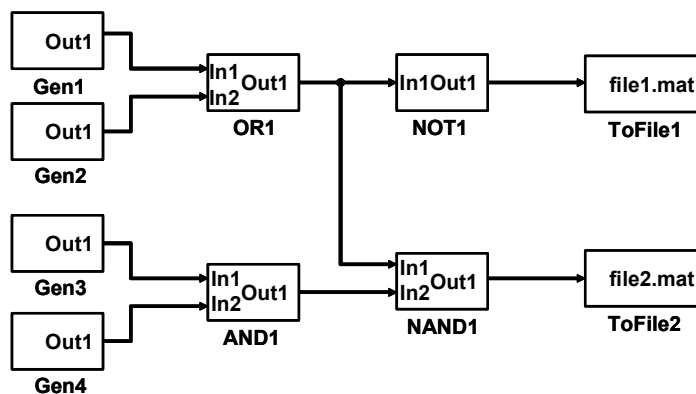 Out1
Gen1
Out1
Gen2
In1
In2
Out1
OR1
In1Out1
NOT1
file1.mat
ToFile1
Out1
Gen3
Out1
Gen4
In1
In2
Out1
AND1
In1
In2
Out1
NAND1
file2.mat
ToFile2